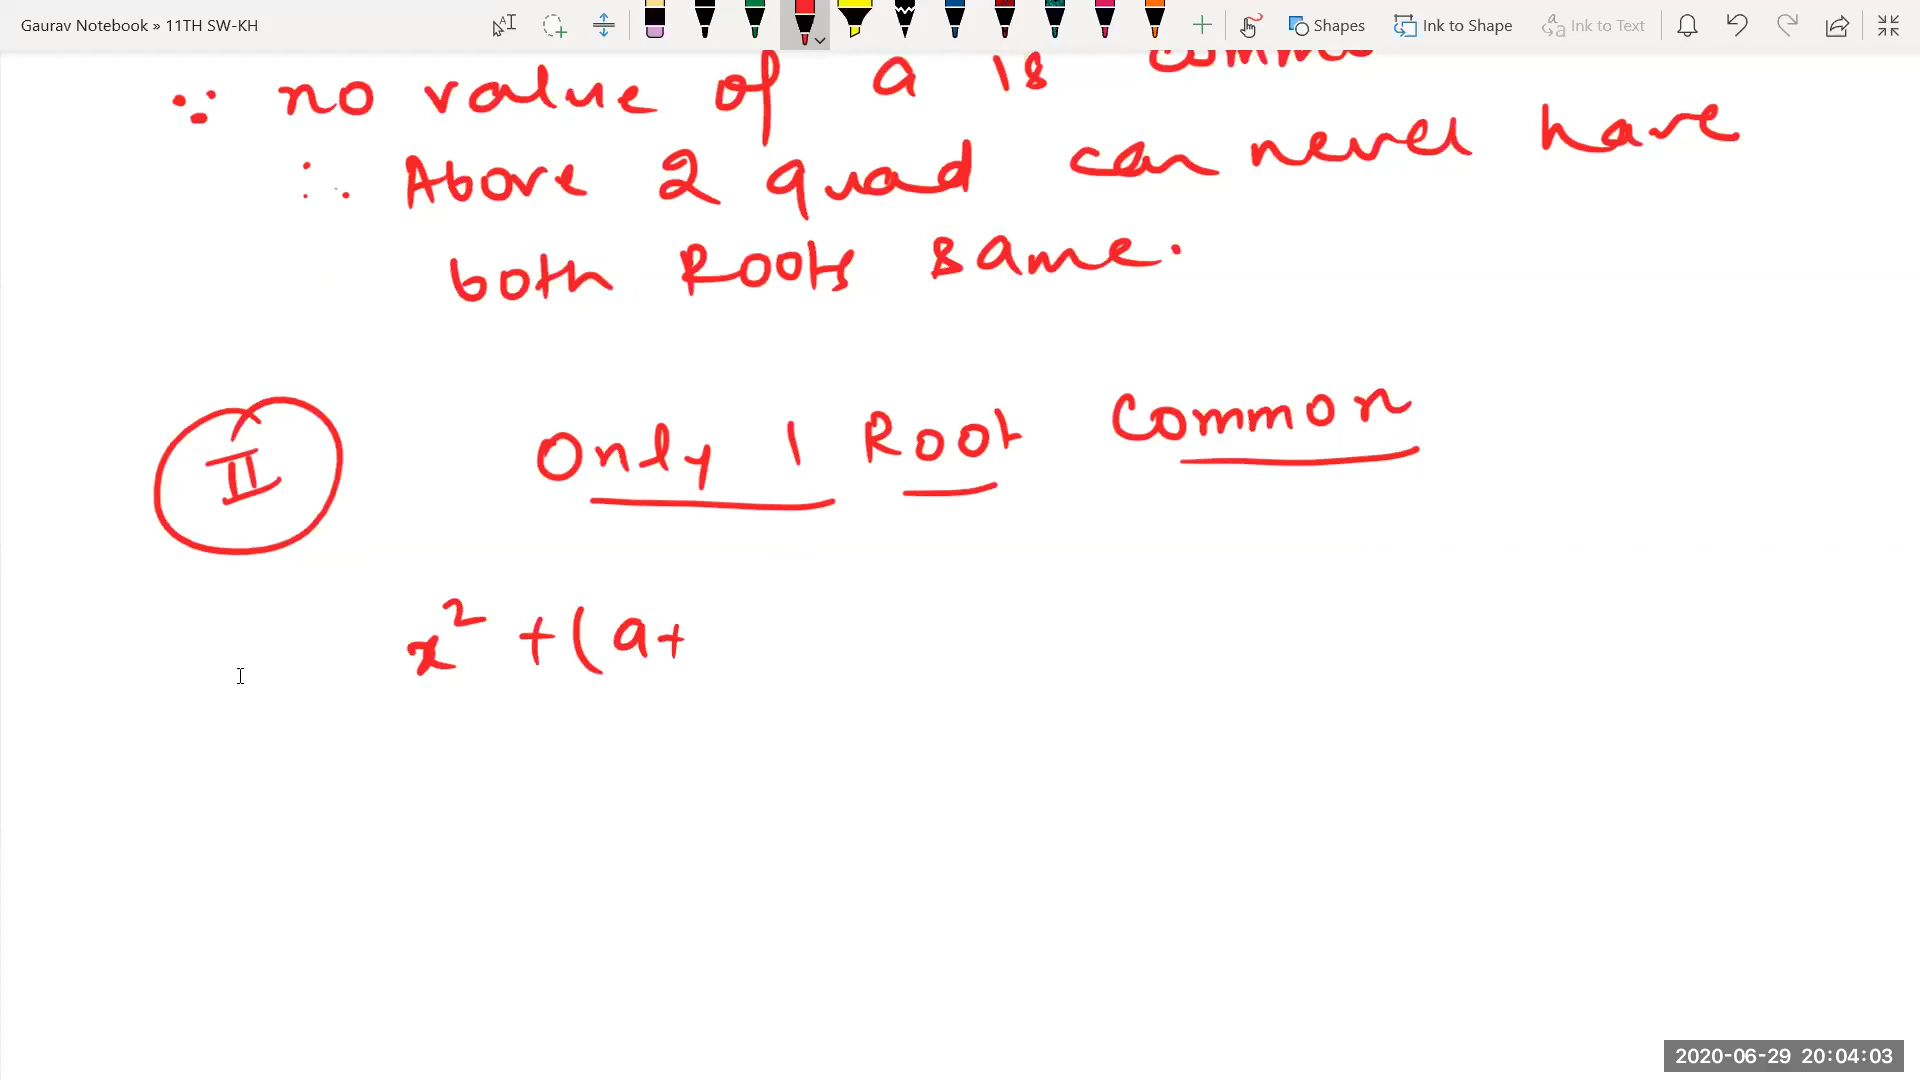 Gaurav Notebook » 11TH SW-KH
Shapes
Ink to Shape
Ink to Text
∵ no value of a is
∴ Above 2 quad can never have
both Roots same.
II
Only 1 Root Common
x² + (a+
2020-06-29 20:04:03